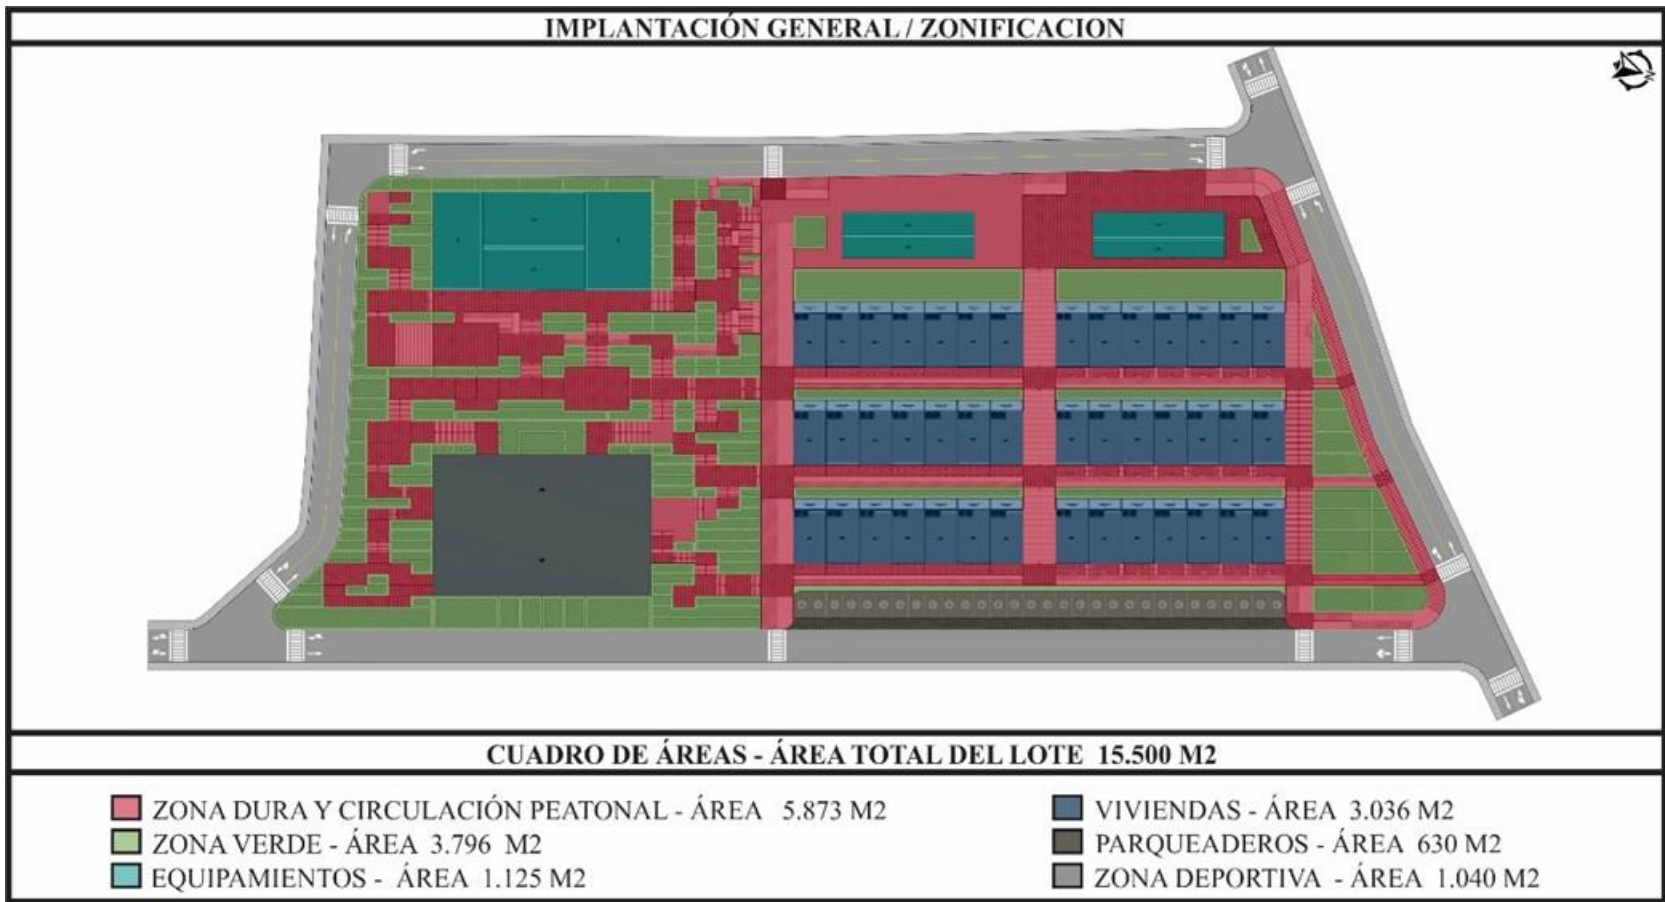 IMPLANTACIÓN GENERAL / ZONIFICACION
N
CUADRO DE ÁREAS - ÁREA TOTAL DEL LOTE 15.500 M2
ZONA DURA Y CIRCULACIÓN PEATONAL - ÁREA 5.873 M2
ZONA VERDE - ÁREA 3.796 M2
EQUIPAMIENTOS - ÁREA 1.125 M2
VIVIENDAS - ÁREA 3.036 M2
PARQUEADEROS - ÁREA 630 M2
ZONA DEPORTIVA - ÁREA 1.040 M2